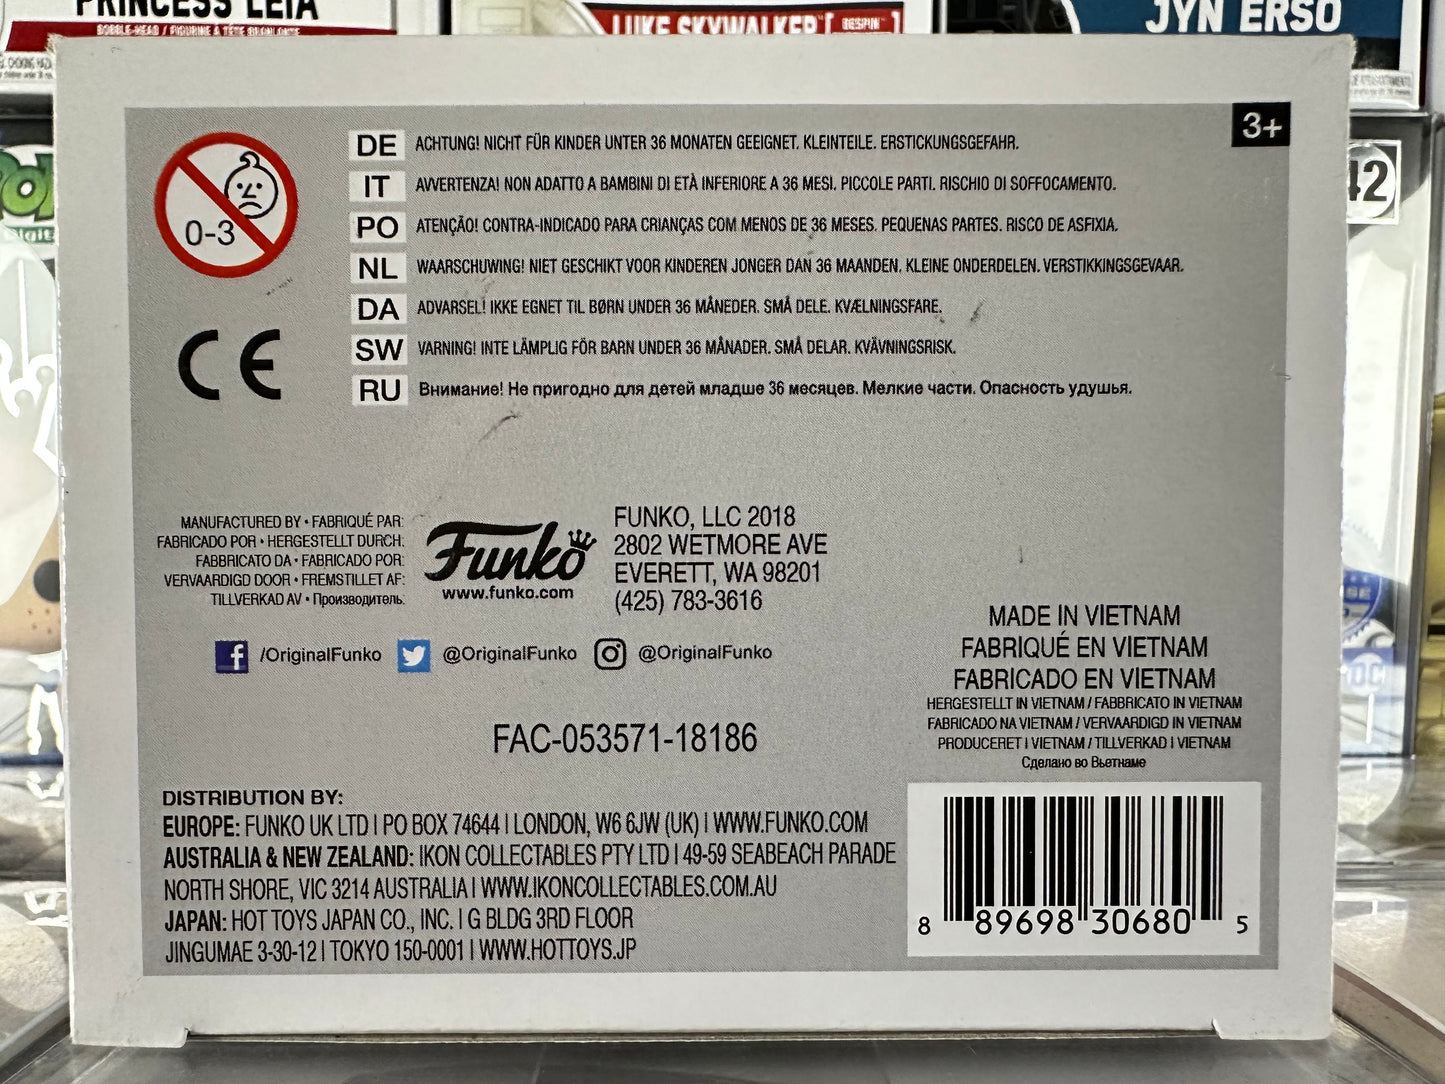 PRINCESS LEIA
BOBBLE-HEAD / FIGURINE À TÊTE BRANLANTE
LUKE SKYWALKER™ [BESPIN]
JYN ERSO
42
3+
0-3
DE ACHTUNG! NICHT FÜR KINDER UNTER 36 MONATEN GEEIGNET. KLEINTEILE. ERSTICKUNGSGEFAHR.
IT AVVERTENZA! NON ADATTO A BAMBINI DI ETÀ INFERIORE A 36 MESI. PICCOLE PARTI. RISCHIO DI SOFFOCAMENTO.
PO ATENÇÃO! CONTRA-INDICADO PARA CRIANÇAS COM MENOS DE 36 MESES. PEQUENAS PARTES. RISCO DE ASFIXIA.
NL WAARSCHUWING! NIET GESCHIKT VOOR KINDEREN JONGER DAN 36 MAANDEN. KLEINE ONDERDELEN. VERSTIKKINGSGEVAAR.
DA ADVARSEL! IKKE EGNET TIL BØRN UNDER 36 MÅNEDER. SMÅ DELE. KVÆLNINGSFARE.
SW VARNING! INTE LÄMPLIG FÖR BARN UNDER 36 MÅNADER. SMÅ DELAR. KVÄVNINGSRISK.
RU Внимание! Не пригодно для детей младше 36 месяцев. Мелкие части. Опасность удушья.
CE
MANUFACTURED BY • FABRIQUÉ PAR:
FABRICADO POR • HERGESTELLT DURCH:
FABBRICATO DA • FABRICADO POR:
VERVAARDIGD DOOR • FREMSTILLET AF:
TILLVERKAD AV • Производитель:
Funko
www.funko.com
FUNKO, LLC 2018
2802 WETMORE AVE
EVERETT, WA 98201
(425) 783-3616
/OriginalFunko @OriginalFunko @OriginalFunko
FAC-053571-18186
MADE IN VIETNAM
FABRIQUÉ EN VIETNAM
FABRICADO EN VIETNAM
HERGESTELLT IN VIETNAM / FABBRICATO IN VIETNAM
FABRICADO NA VIETNAM / VERVAARDIGD IN VIETNAM
PRODUCERET I VIETNAM / TILLVERKAD I VIETNAM
Сделано во Вьетнаме
DISTRIBUTION BY:
EUROPE: FUNKO UK LTD | PO BOX 74644 | LONDON, W6 6JW (UK) | WWW.FUNKO.COM
AUSTRALIA & NEW ZEALAND: IKON COLLECTABLES PTY LTD | 49-59 SEABEACH PARADE
NORTH SHORE, VIC 3214 AUSTRALIA | WWW.IKONCOLLECTABLES.COM.AU
JAPAN: HOT TOYS JAPAN CO., INC. | G BLDG 3RD FLOOR
JINGUMAE 3-30-12 | TOKYO 150-0001 | WWW.HOTTOYS.JP
8 89698 30680 5